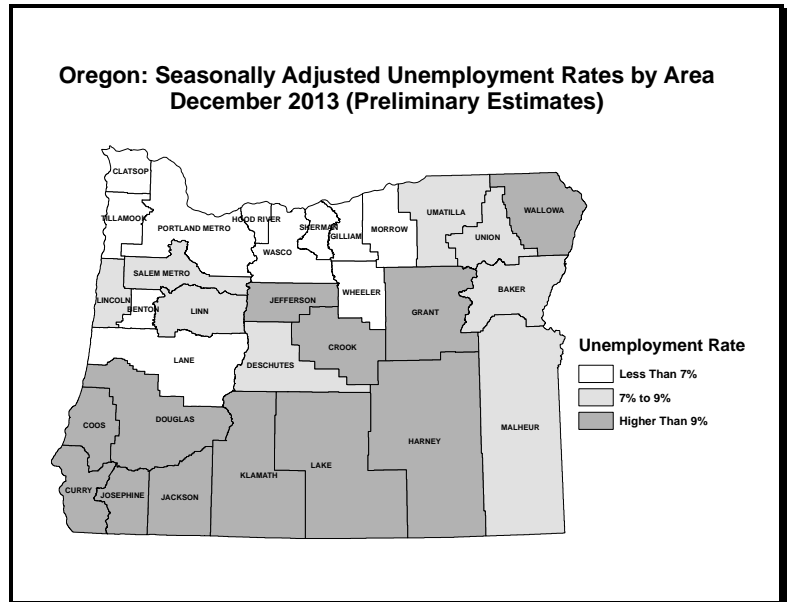 Oregon: Seasonally Adjusted Unemployment Rates by Area
December 2013 (Preliminary Estimates)
CLATSOP
TILLAMOOK
PORTLAND METRO
HOOD RIVER
SHERMAN
GILLIAM
MORROW
UMATILLA
WALLOWA
UNION
WASCO
SALEM METRO
LINCOLN
BENTON
LINN
JEFFERSON
WHEELER
GRANT
BAKER
CROOK
LANE
DESCHUTES
Unemployment Rate
Less Than 7%
7% to 9%
Higher Than 9%
COOS
DOUGLAS
MALHEUR
HARNEY
LAKE
KLAMATH
CURRY
JOSEPHINE
JACKSON